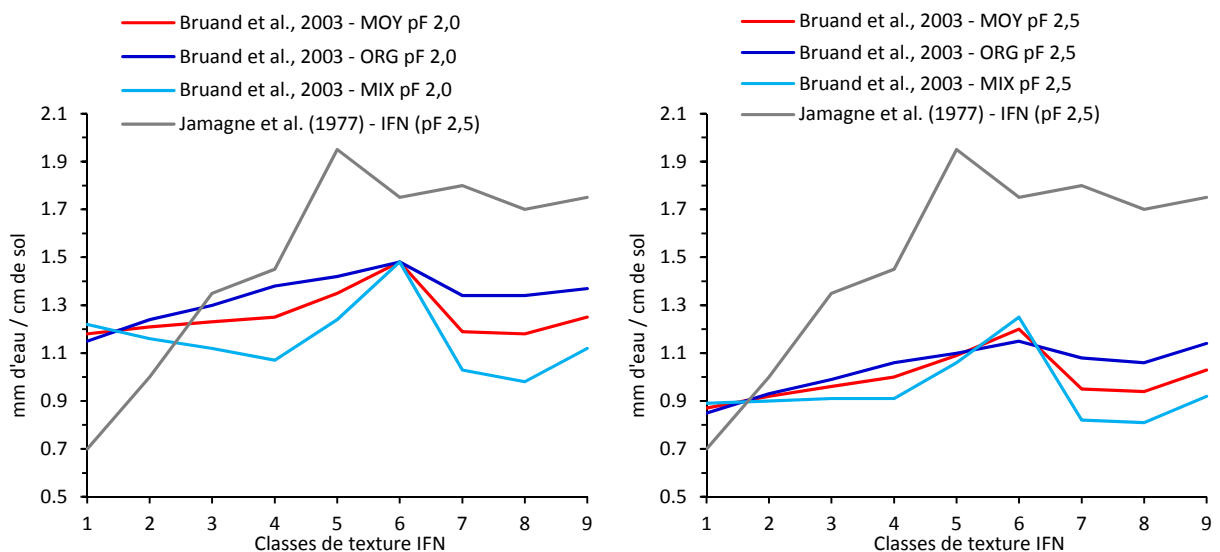 Bruand et al., 2003 - MOY pF 2,0
Bruand et al., 2003 - ORG pF 2,0
Bruand et al., 2003 - MIX pF 2,0
Jamagne et al. (1977) - IFN (pF 2,5)
2.1
1.9
1.7
1.5
1.3
1.1
0.9
0.7
0.5
mm d'eau / cm de sol
1 2 3 4 5 6 7 8 9
Classes de texture IFN
Bruand et al., 2003 - MOY pF 2,5
Bruand et al., 2003 - ORG pF 2,5
Bruand et al., 2003 - MIX pF 2,5
Jamagne et al. (1977) - IFN (pF 2,5)
2.1
1.9
1.7
1.5
1.3
1.1
0.9
0.7
0.5
mm d'eau / cm de sol
1 2 3 4 5 6 7 8 9
Classes de texture IFN